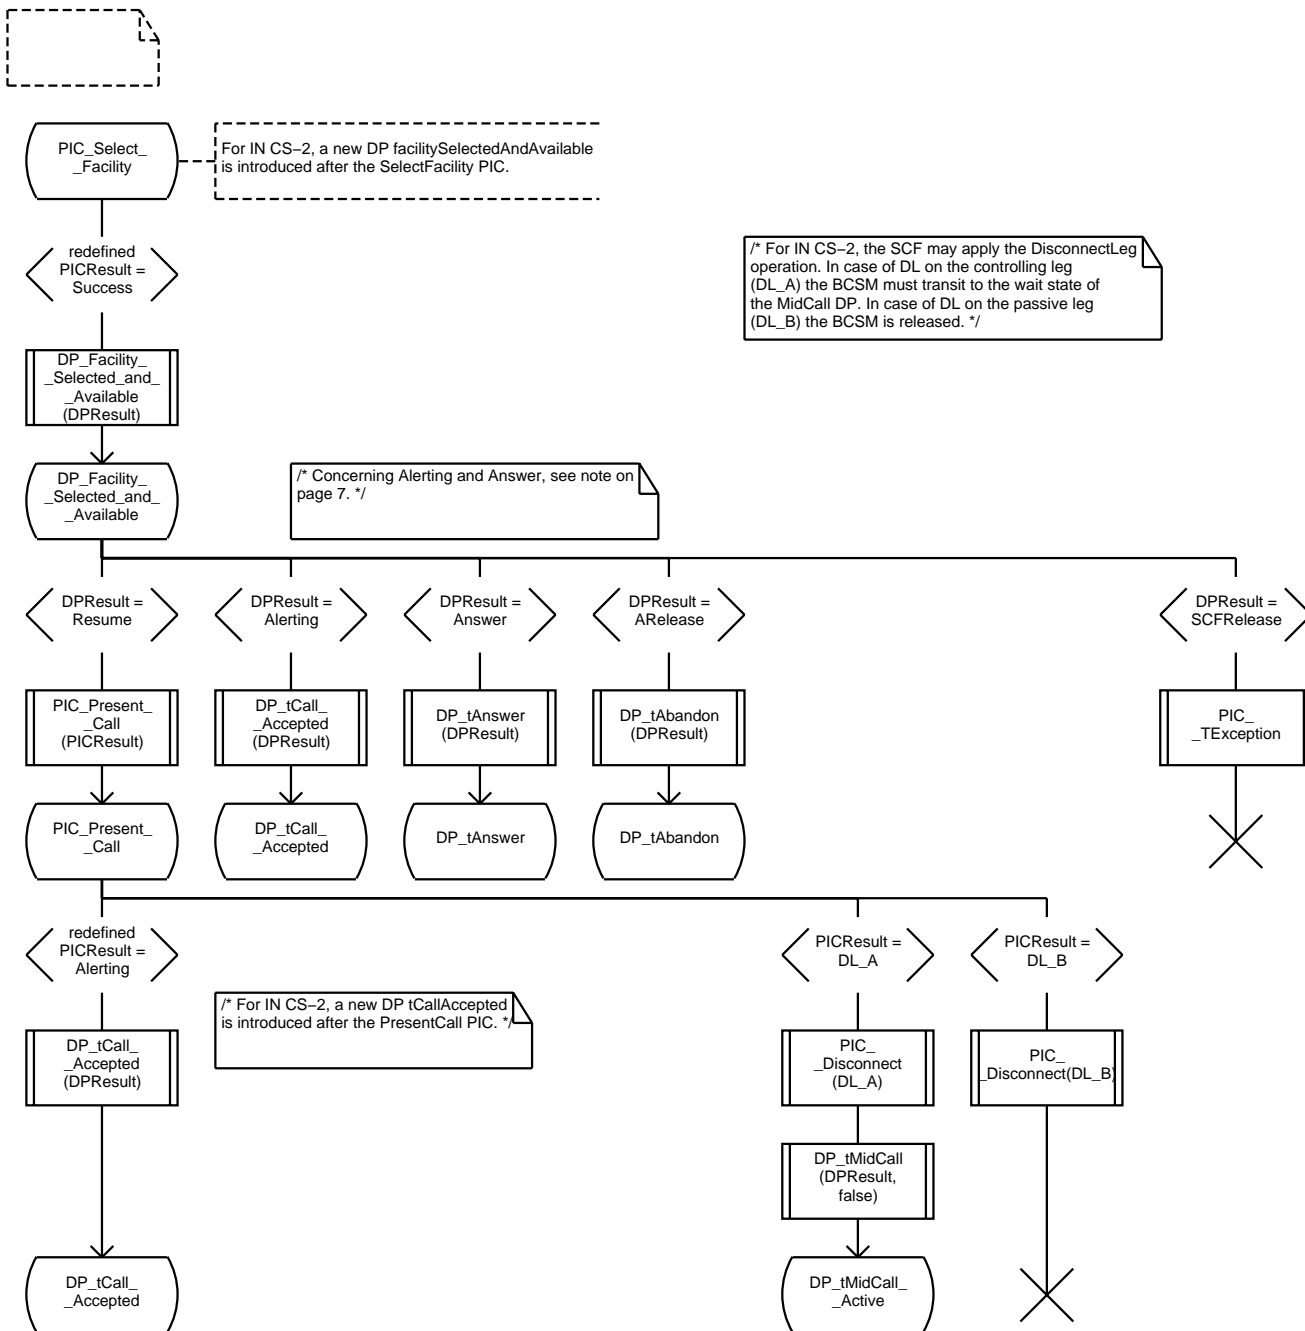 PIC_Select_
_Facility
For IN CS–2, a new DP facilitySelectedAndAvailable
is introduced after the SelectFacility PIC.
redefined
PICResult =
Success
/* For IN CS–2, the SCF may apply the DisconnectLeg
operation. In case of DL on the controlling leg
(DL_A) the BCSM must transit to the wait state of
the MidCall DP. In case of DL on the passive leg
(DL_B) the BCSM is released. */
DP_Facility_
_Selected_and_
_Available
(DPResult)
DP_Facility_
_Selected_and_
_Available
/* Concerning Alerting and Answer, see note on
page 7. */
DPResult =
Resume
DPResult =
Alerting
DPResult =
Answer
DPResult =
ARelease
DPResult =
SCFRelease
PIC_Present_
_Call
(PICResult)
DP_tCall_
_Accepted
(DPResult)
DP_tAnswer
(DPResult)
DP_tAbandon
(DPResult)
PIC_
_TException
PIC_Present_
_Call
DP_tCall_
_Accepted
DP_tAnswer
DP_tAbandon
redefined
PICResult =
Alerting
PICResult =
DL_A
PICResult =
DL_B
/* For IN CS–2, a new DP tCallAccepted
is introduced after the PresentCall PIC. */
DP_tCall_
_Accepted
(DPResult)
PIC_
_Disconnect
(DL_A)
PIC_
_Disconnect(DL_B)
DP_tMidCall
(DPResult,
false)
DP_tCall_
_Accepted
DP_tMidCall_
_Active